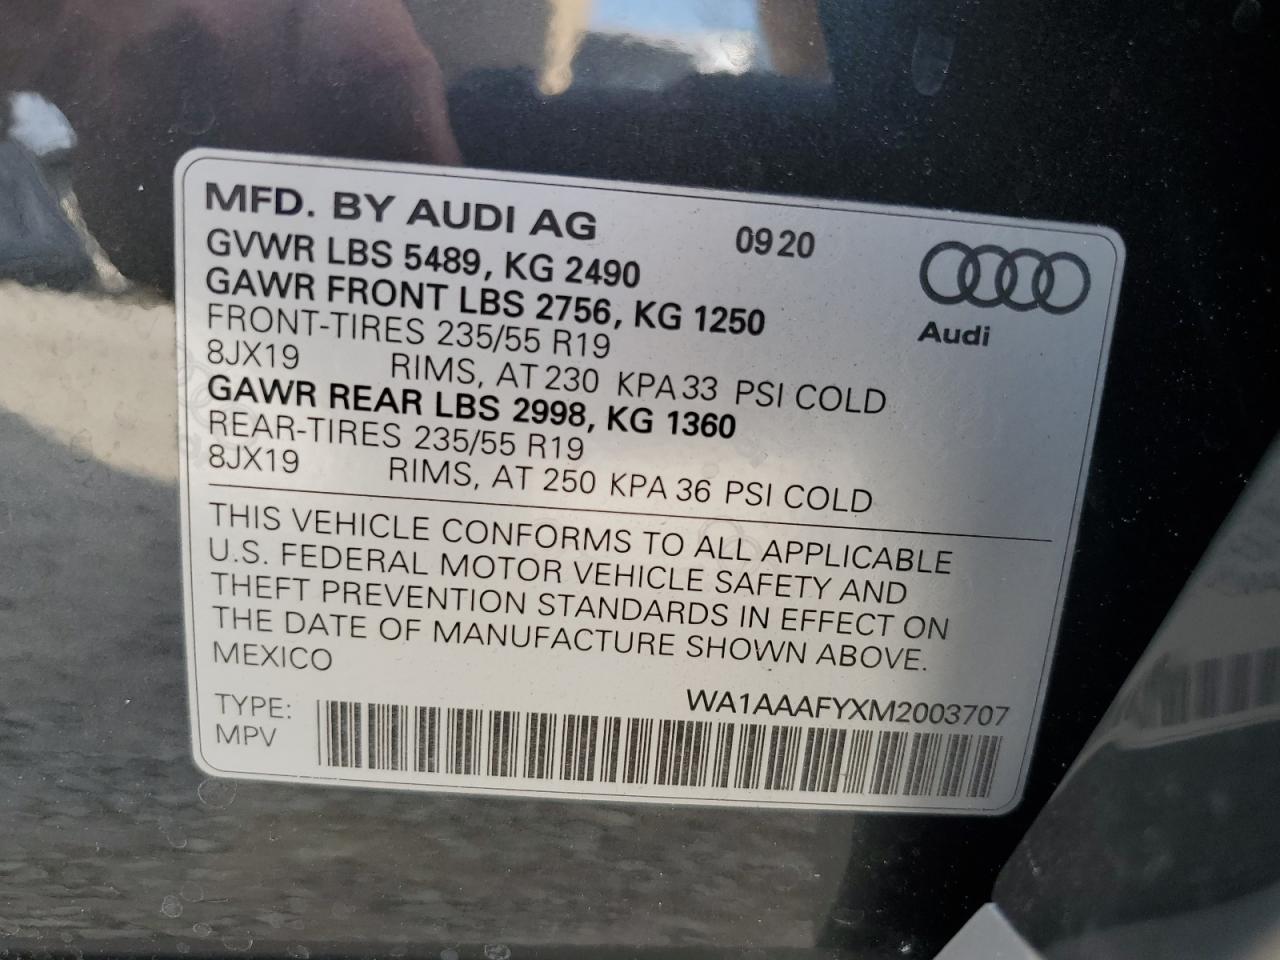 MFD. BY AUDI AG 09 20
GVWR LBS 5489, KG 2490
GAWR FRONT LBS 2756, KG 1250
FRONT-TIRES 235/55 R19
8JX19 RIMS, AT 230 KPA 33 PSI COLD
GAWR REAR LBS 2998, KG 1360
REAR-TIRES 235/55 R19
8JX19 RIMS, AT 250 KPA 36 PSI COLD
Audi
THIS VEHICLE CONFORMS TO ALL APPLICABLE
U.S. FEDERAL MOTOR VEHICLE SAFETY AND
THEFT PREVENTION STANDARDS IN EFFECT ON
THE DATE OF MANUFACTURE SHOWN ABOVE.
MEXICO
WA1AAAFYXM2003707
TYPE:
MPV